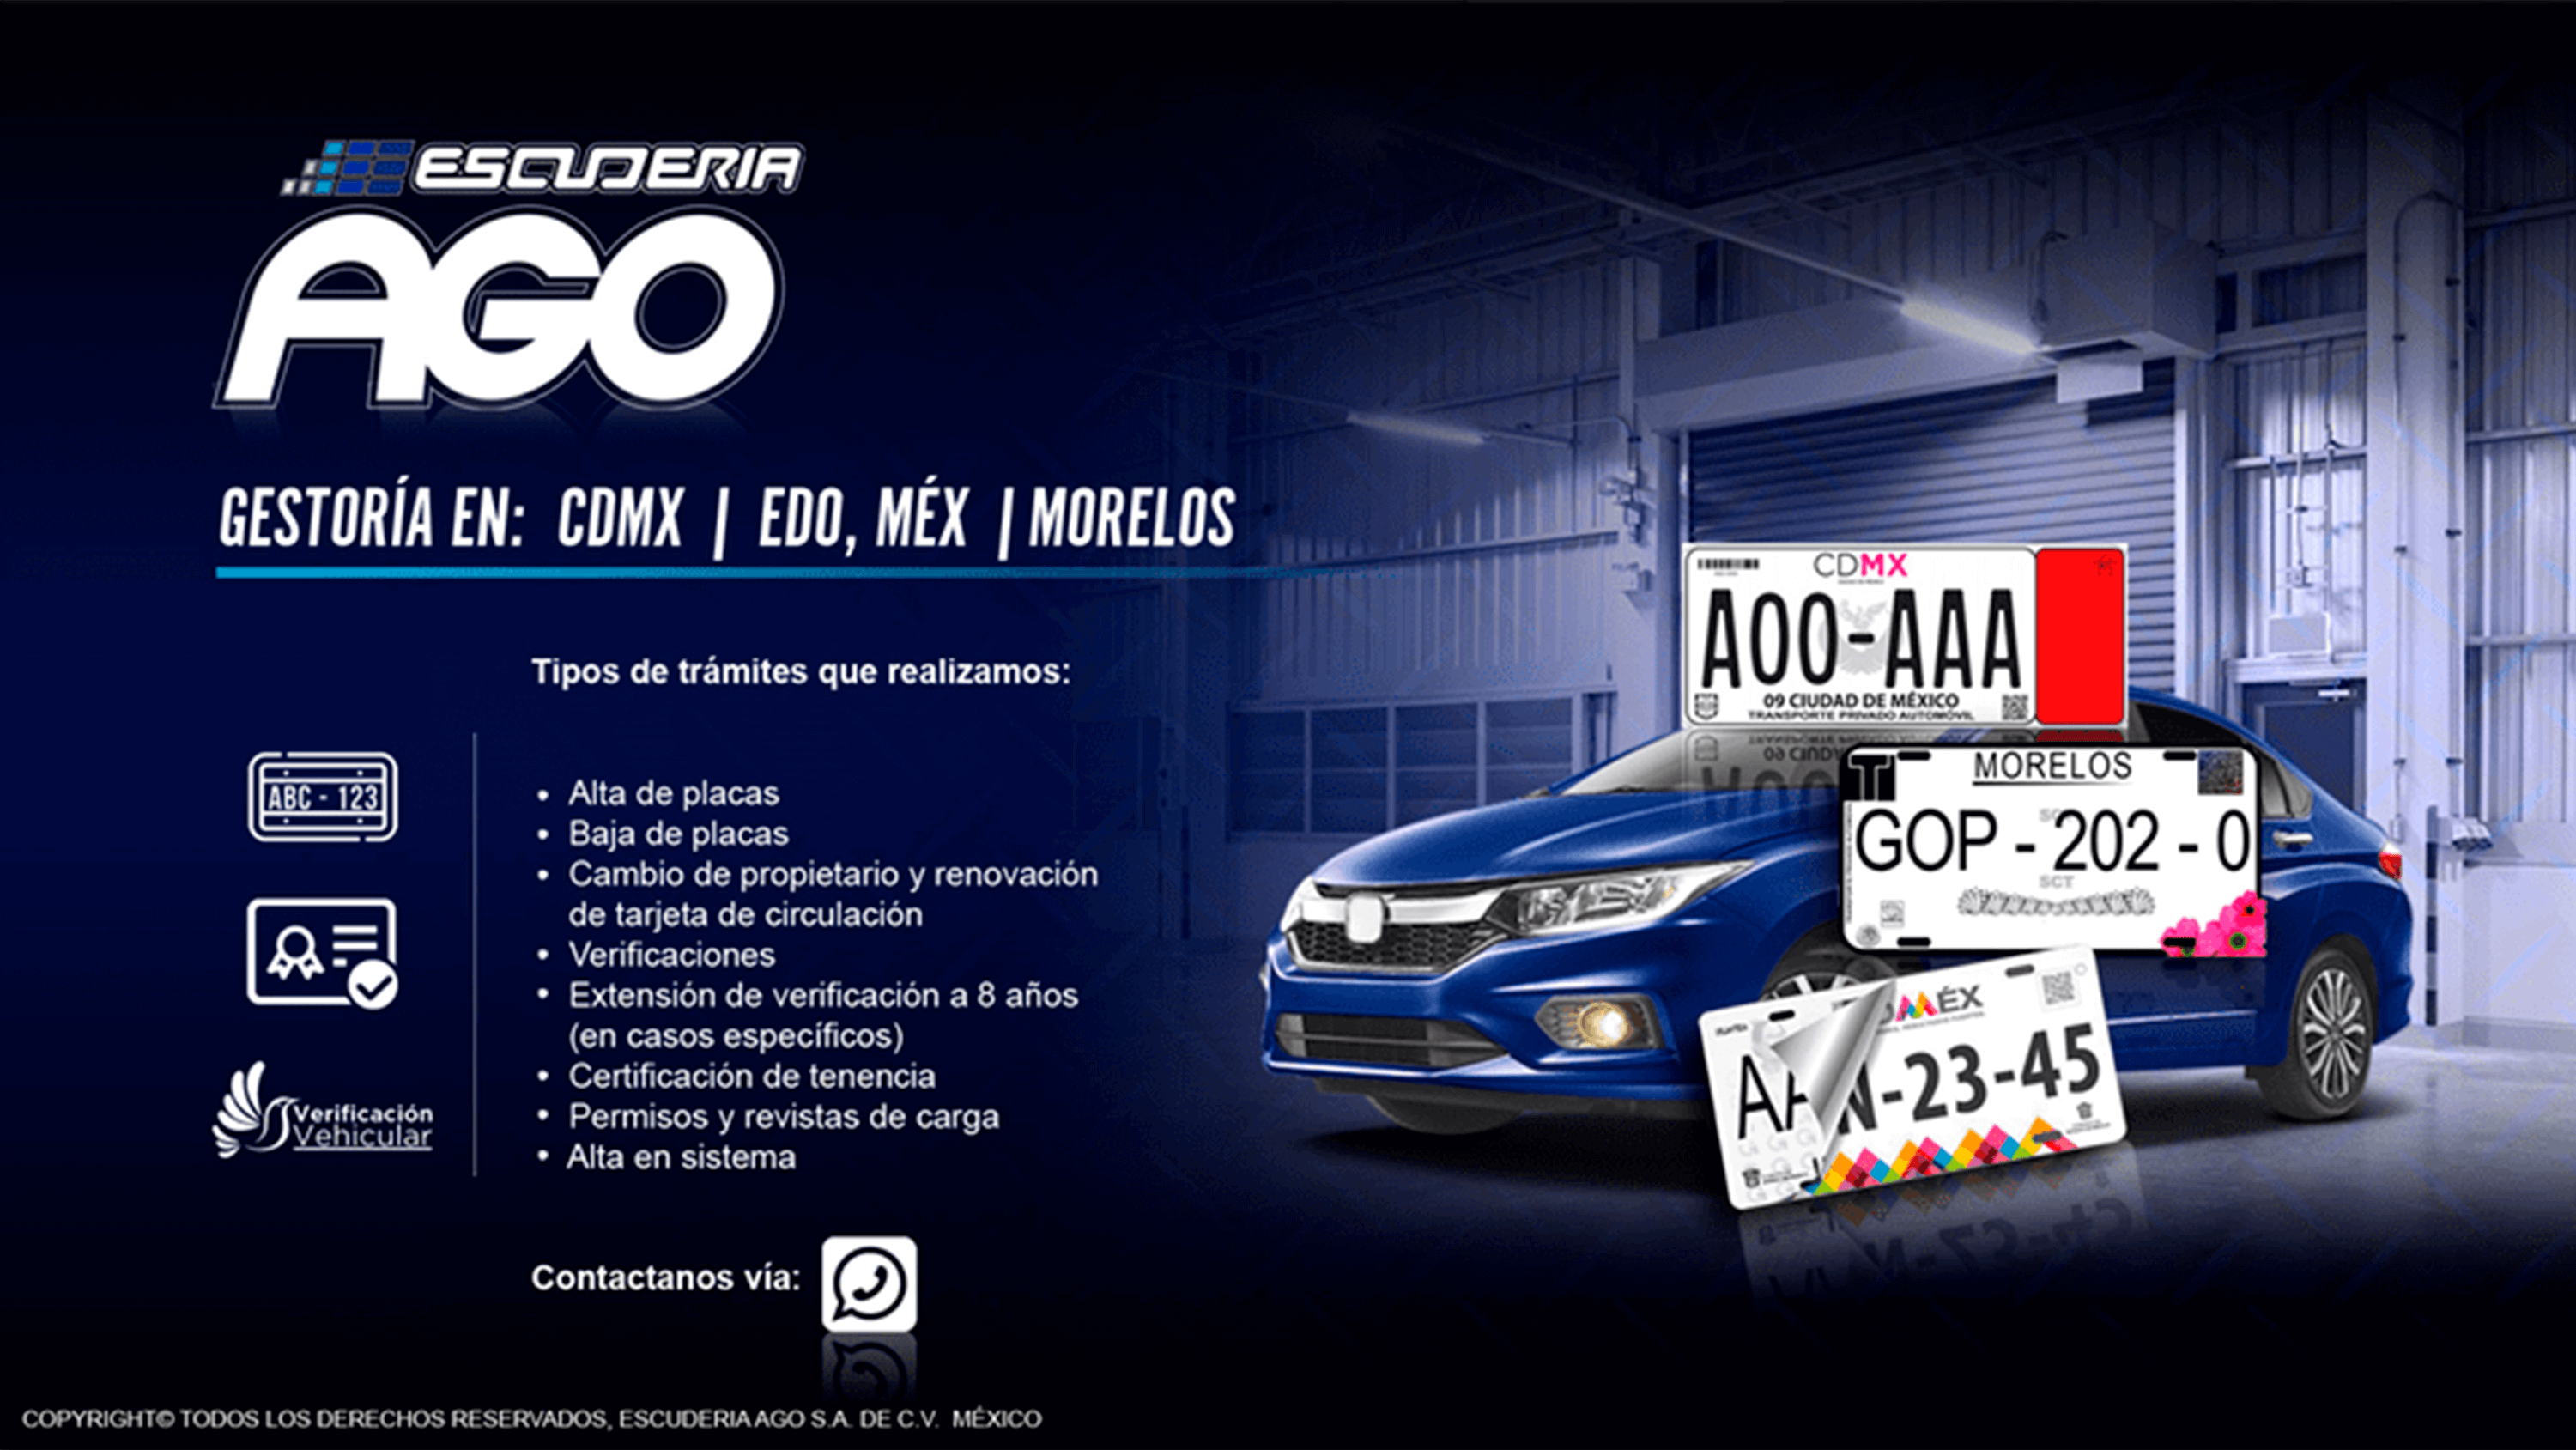 ESCUDERIA
AGO
GESTORÍA EN: CDMX | EDO, MÉX | MORELOS
Tipos de trámites que realizamos:
ABC - 123
Verificación
Vehicular
• Alta de placas
• Baja de placas
• Cambio de propietario y renovación
de tarjeta de circulación
• Verificaciones
• Extensión de verificación a 8 años
(en casos específicos)
• Certificación de tenencia
• Permisos y revistas de carga
• Alta en sistema
Contactanos vía:
CDMX
A00-AAA
09 CIUDAD DE MÉXICO
TRANSPORTE PRIVADO AUTOMÓVIL
T
MORELOS
GOP - 202 - 0
SCT
MÉX
N-23-45
COPYRIGHT© TODOS LOS DERECHOS RESERVADOS, ESCUDERIA AGO S.A. DE C.V. MÉXICO